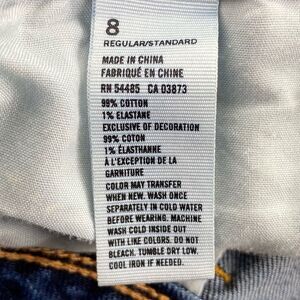 8
REGULAR/STANDARD
MADE IN CHINA
FABRIQUÉ EN CHINE
RN 54485 CA 03873
99% COTTON
1% ELASTANE
EXCLUSIVE OF DECORATION
99% COTON
1% ÉLASTHANNE
À L'EXCEPTION DE LA
GARNITURE
COLOR MAY TRANSFER
WHEN NEW. WASH ONCE
SEPARATELY IN COLD WATER
BEFORE WEARING. MACHINE
WASH COLD INSIDE OUT
WITH LIKE COLORS. DO NOT
BLEACH. TUMBLE DRY LOW.
COOL IRON IF NEEDED.